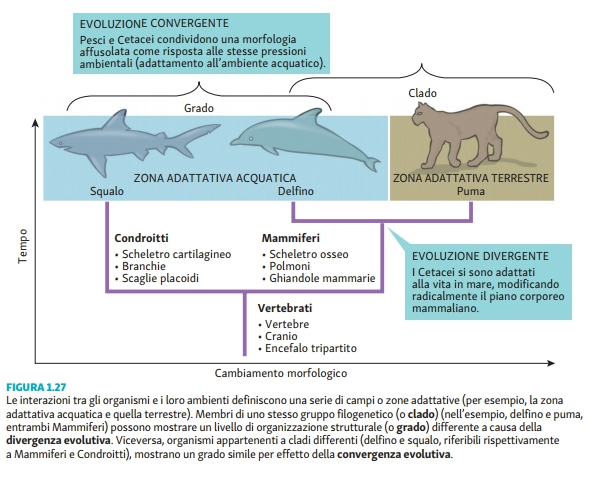 EVOLUZIONE CONVERGENTE
Pesci e Cetacei condividono una morfologia
affusolata come risposta alle stesse pressioni
ambientali (adattamento all'ambiente acquatico).
Clado
Grado
ZONA ADATTATIVA ACQUATICA
ZONA ADATTATIVA TERRESTRE
Squalo
Delfino
Puma
Tempo
Condroitti
• Scheletro cartilagineo
• Branchie
• Scaglie placoidi
Mammiferi
• Scheletro osseo
• Polmoni
• Ghiandole mammarie
EVOLUZIONE DIVERGENTE
I Cetacei si sono adattati
alla vita in mare, modificando
radicalmente il piano corporeo
mammaliano.
Vertebrati
• Vertebre
• Cranio
• Encefalo tripartito
Cambiamento morfologico
FIGURA 1.27
Le interazioni tra gli organismi e i loro ambienti definiscono una serie di campi o zone adattative (per esempio, la zona
adattativa acquatica e quella terrestre). Membri di uno stesso gruppo filogenetico (o clado) (nell'esempio, delfino e puma,
entrambi Mammiferi) possono mostrare un livello di organizzazione strutturale (o grado) differente a causa della
divergenza evolutiva. Viceversa, organismi appartenenti a cladi differenti (delfino e squalo, riferibili rispettivamente
a Mammiferi e Condroitti), mostrano un grado simile per effetto della convergenza evolutiva.